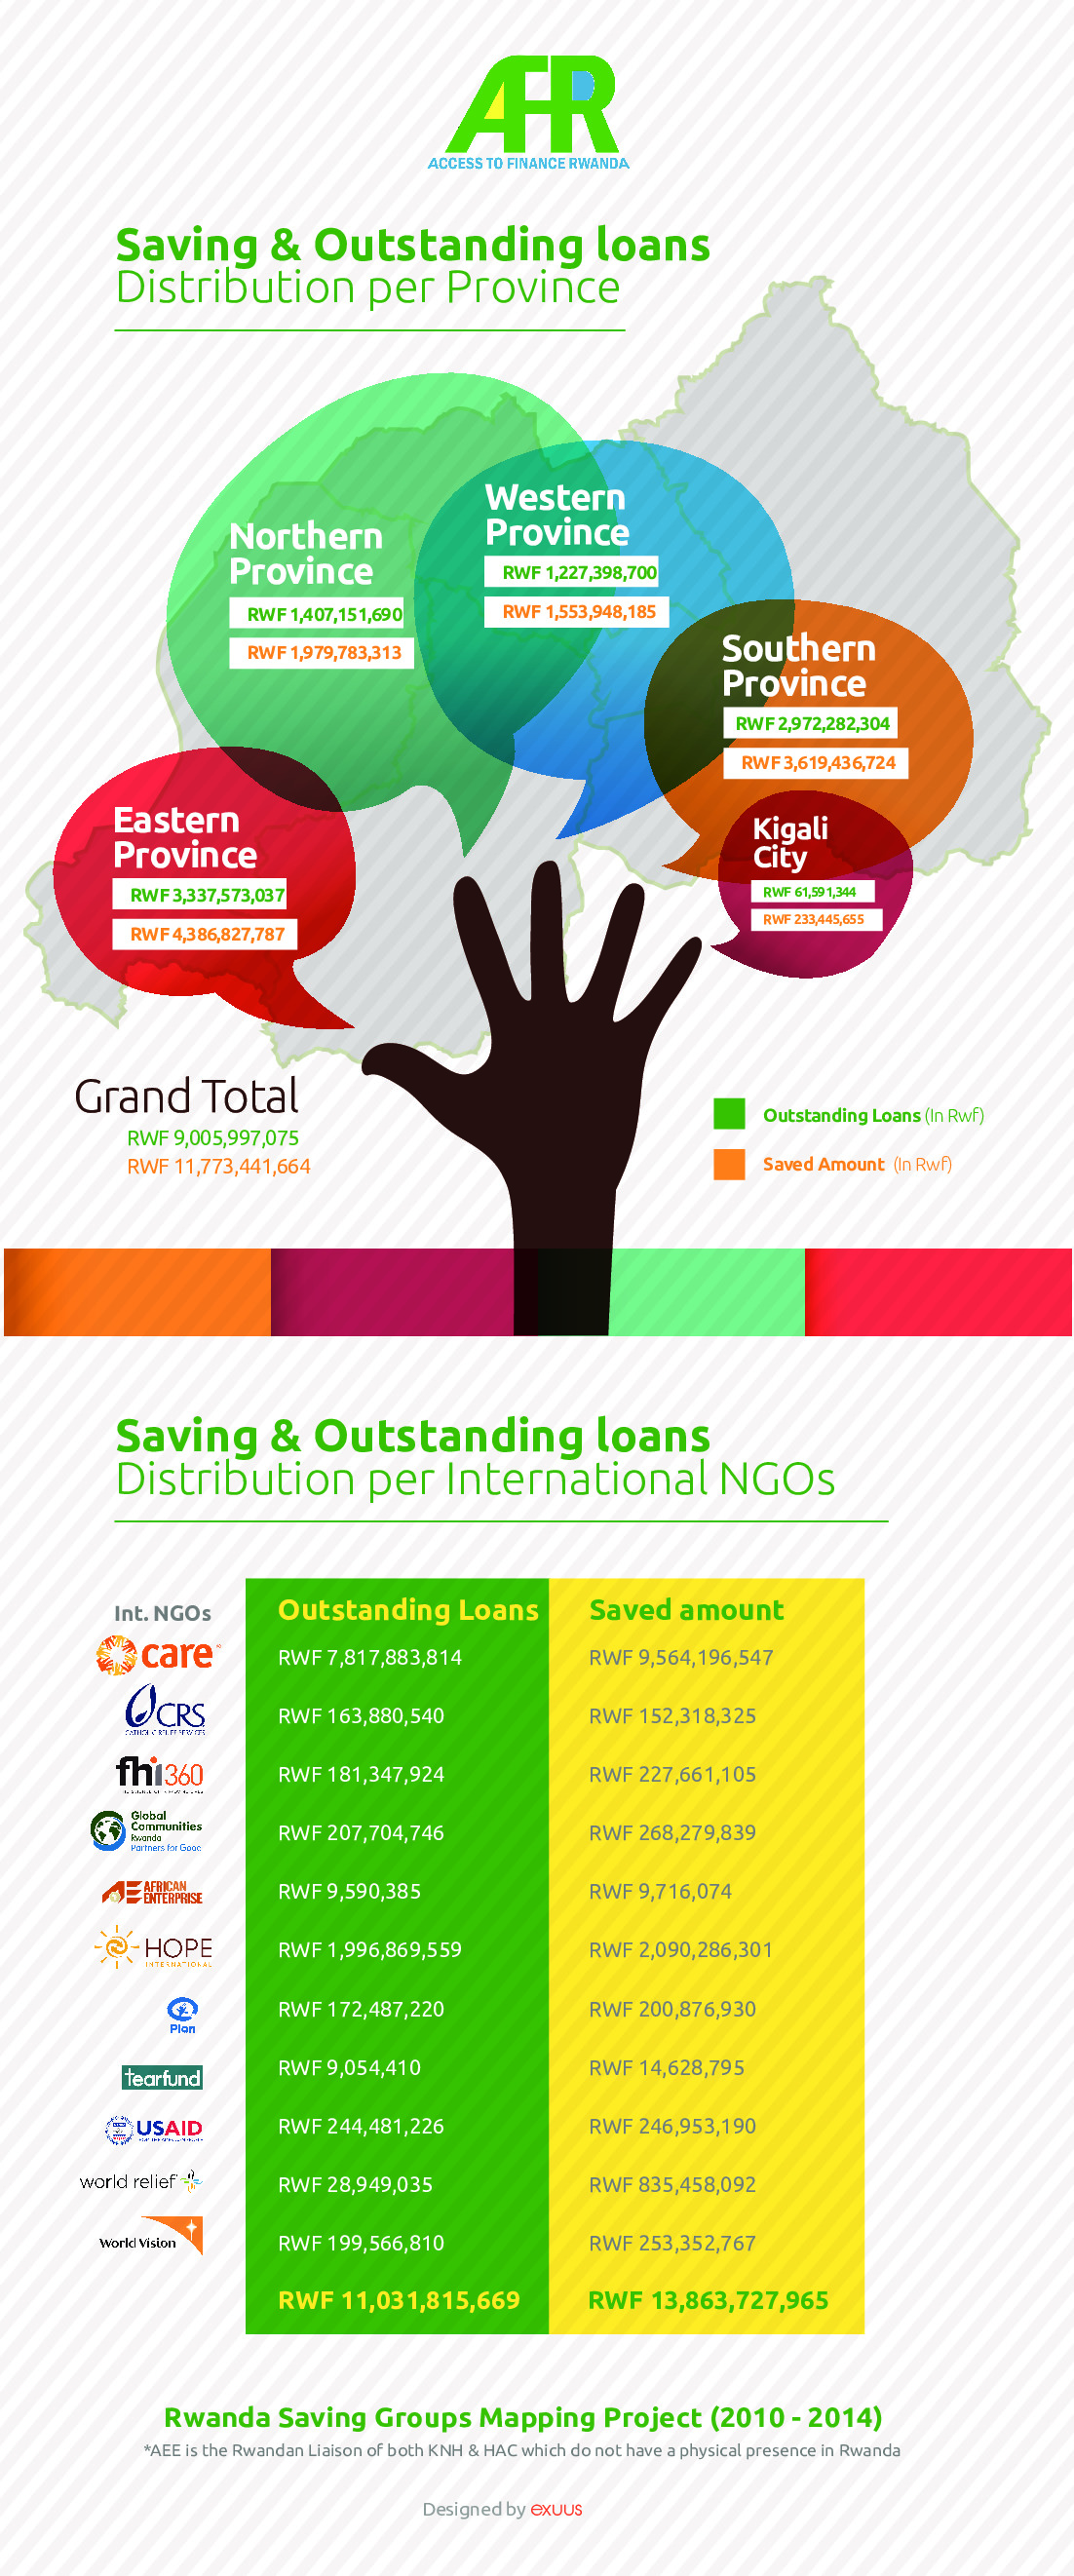 AFR
ACCESS TO FINANCE RWANDA
Saving & Outstanding loans
Distribution per Province
Northern
Province
RWF 1,407,151,690
RWF 1,979,783,313
Western
Province
RWF 1,227,398,700
RWF 1,553,948,185
Southern
Province
RWF 2,972,282,304
RWF 3,619,436,724
Eastern
Province
RWF 3,337,573,037
RWF 4,386,827,787
Kigali
City
RWF 61,591,344
RWF 233,445,655
Grand Total
RWF 9,005,997,075
RWF 11,773,441,664
Outstanding Loans (In Rwf)
Saved Amount (In Rwf)
Saving & Outstanding loans
Distribution per International NGOs
Int. NGOs Outstanding Loans Saved amount
care RWF 7,817,883,814 RWF 9,564,196,547
CRS RWF 163,880,540 RWF 152,318,325
CATHOLIC RELIEF SERVICES
fhi360 RWF 181,347,924 RWF 227,661,105
Global
Communities
Rwanda
Partners for Good
RWF 207,704,746 RWF 268,279,839
AE AFRICAN
ENTERPRISE
RWF 9,590,385 RWF 9,716,074
HOPE
INTERNATIONAL
RWF 1,996,869,559 RWF 2,090,286,301
Plan
RWF 172,487,220 RWF 200,876,930
tearfund RWF 9,054,410 RWF 14,628,795
USAID RWF 244,481,226 RWF 246,953,190
world relief RWF 28,949,035 RWF 835,458,092
World Vision RWF 199,566,810 RWF 253,352,767
RWF 11,031,815,669 RWF 13,863,727,965
Rwanda Saving Groups Mapping Project (2010 - 2014)
*AEE is the Rwandan Liaison of both KNH & HAC which do not have a physical presence in Rwanda
Designed by exuus